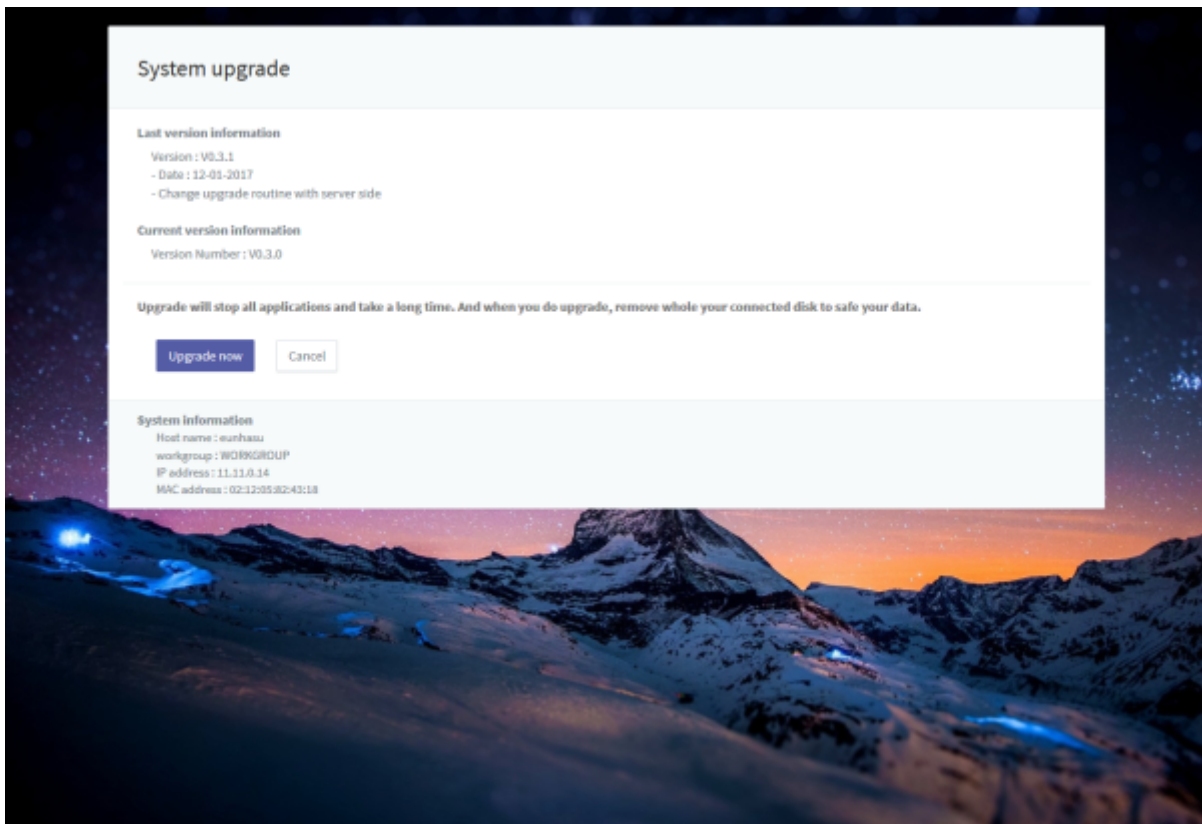 System upgrade
Last version information
Version : V0.3.1
- Date : 12-01-2017
- Change upgrade routine with server side
Current version information
Version Number : V0.3.0
Upgrade will stop all applications and take a long time. And when you do upgrade, remove whole your connected disk to safe your data.
Upgrade now
Cancel
System information
Host name : eunhasu
workgroup : WORKGROUP
IP address : 11.11.0.14
MAC address : 02:12:05:82:43:18